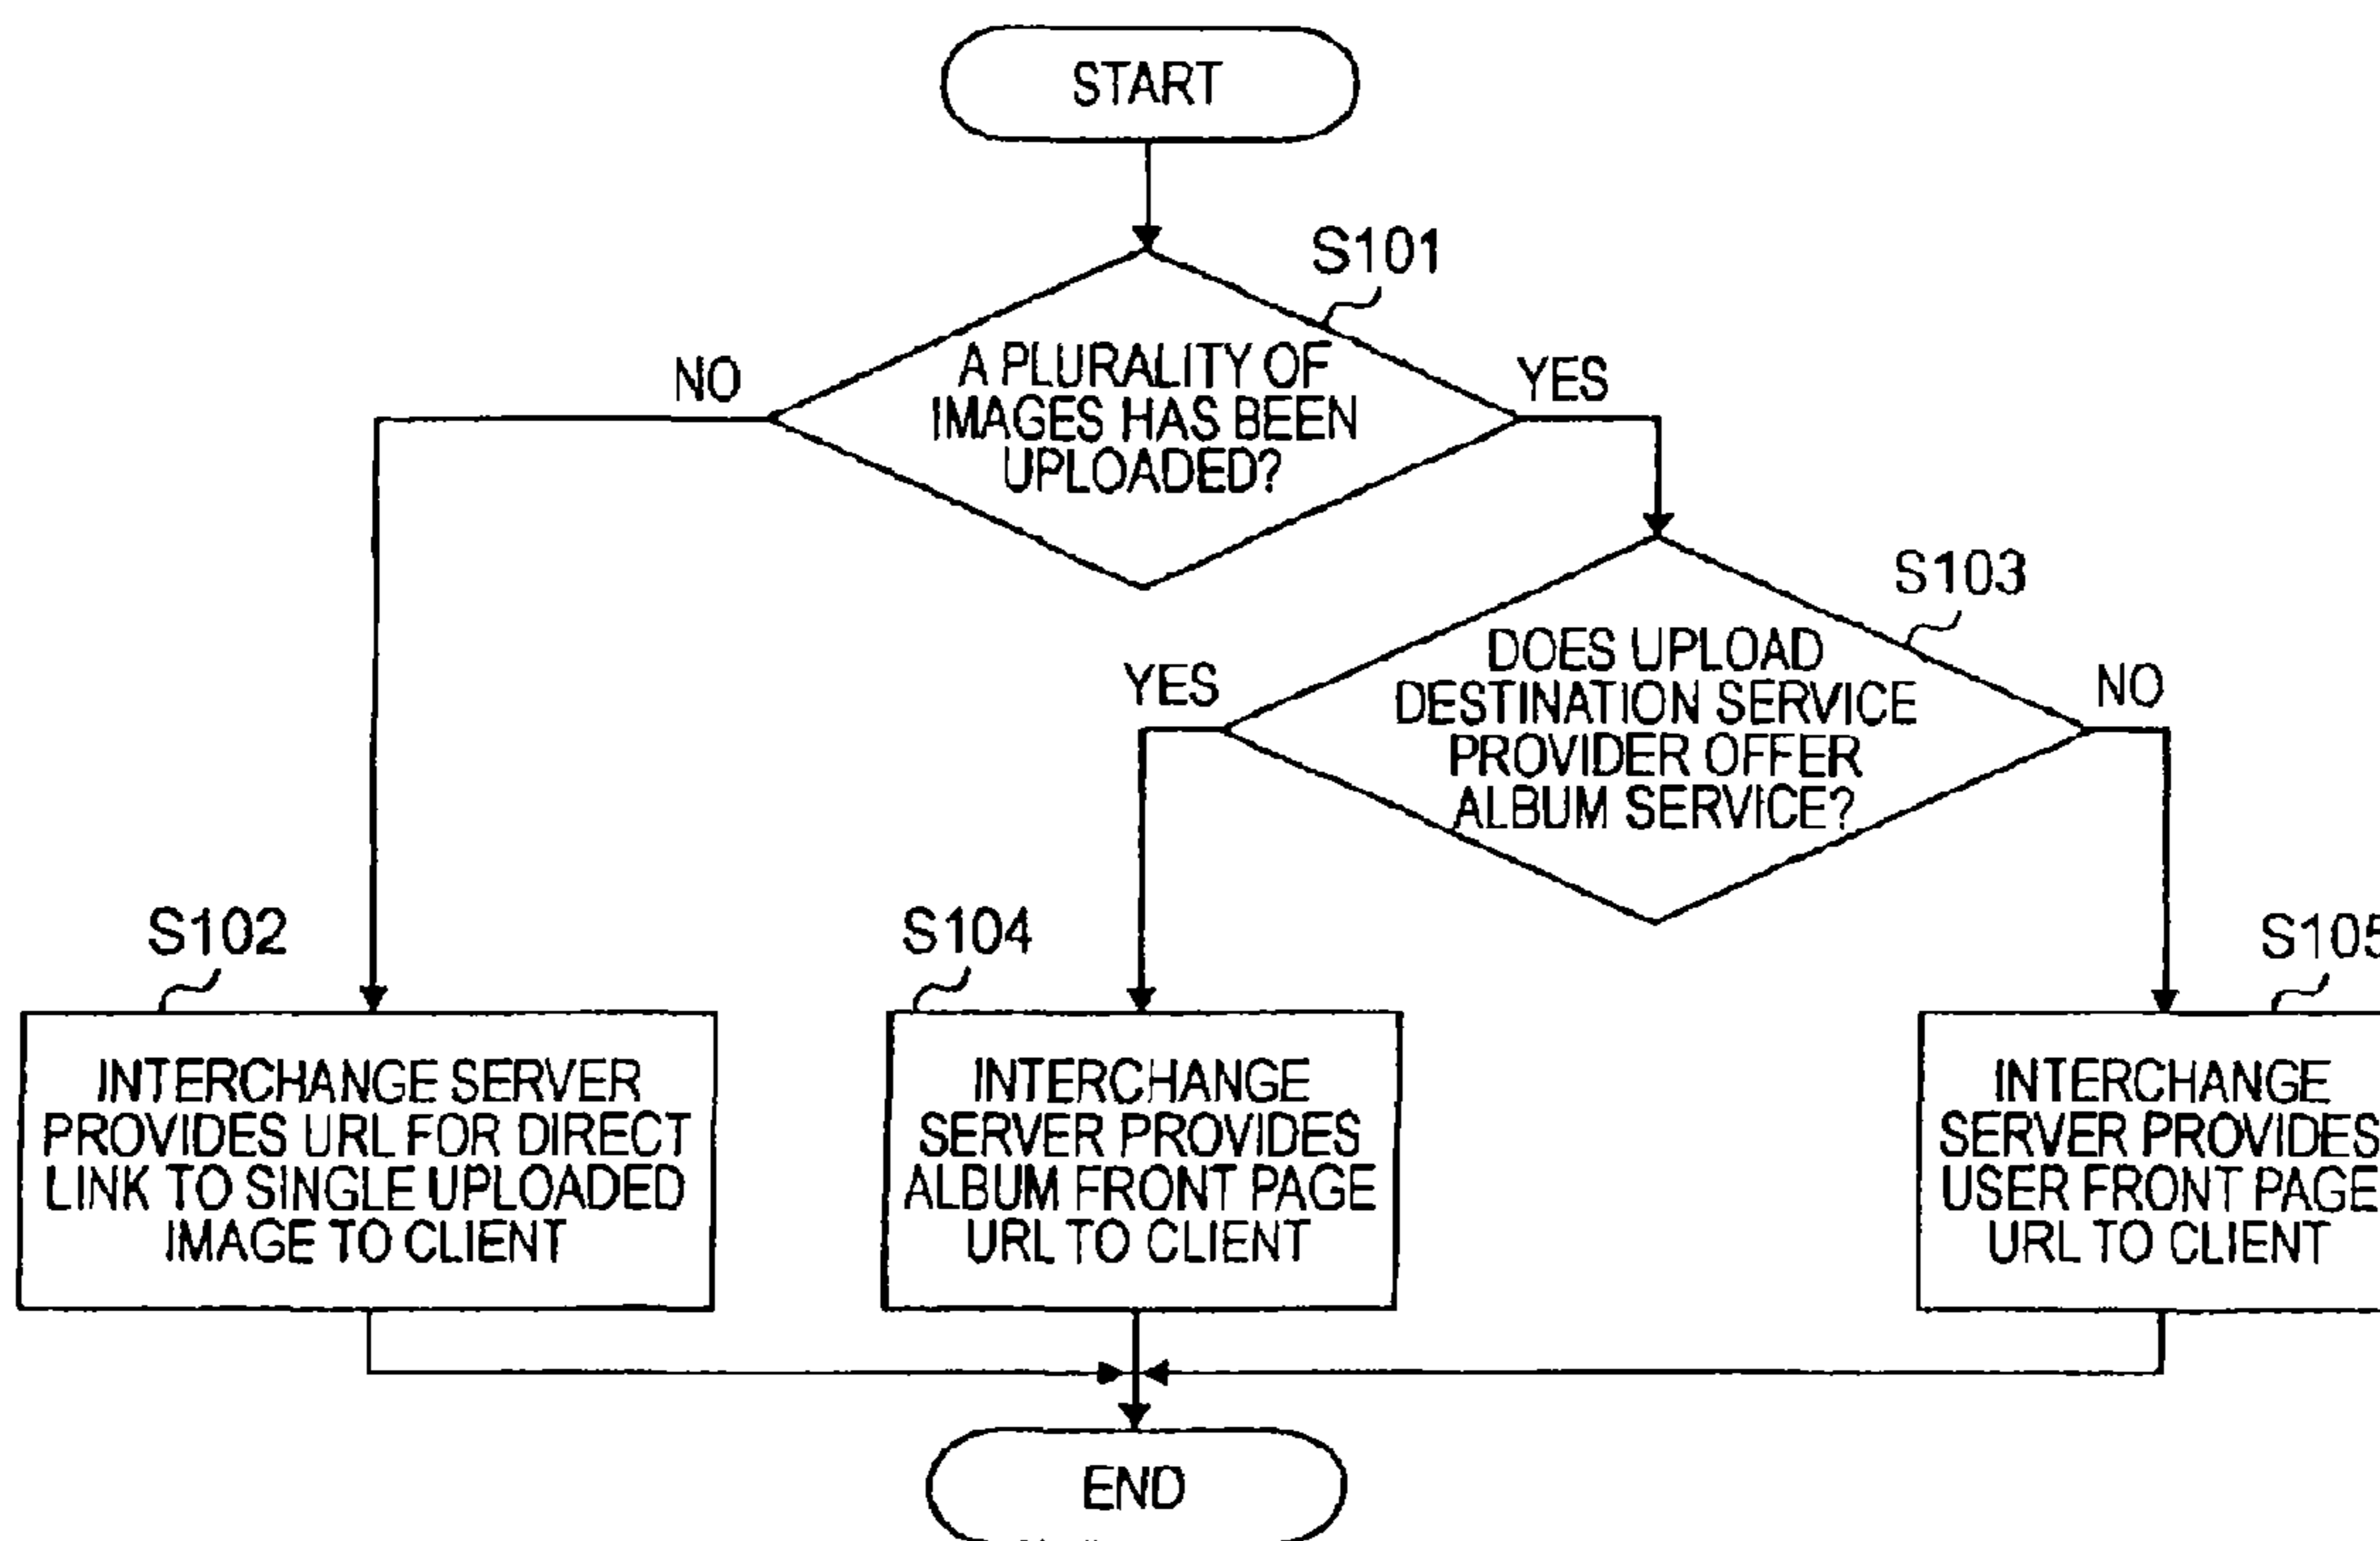 START
S101
A PLURALITY OF
IMAGES HAS BEEN
UPLOADED?
NO
YES
S103
DOES UPLOAD
DESTINATION SERVICE
PROVIDER OFFER
ALBUM SERVICE?
YES
NO
S102
INTERCHANGE SERVER
PROVIDES URL FOR DIRECT
LINK TO SINGLE UPLOADED
IMAGE TO CLIENT
S104
INTERCHANGE
SERVER PROVIDES
ALBUM FRONT PAGE
URL TO CLIENT
S105
INTERCHANGE
SERVER PROVIDES
USER FRONT PAGE
URL TO CLIENT
END